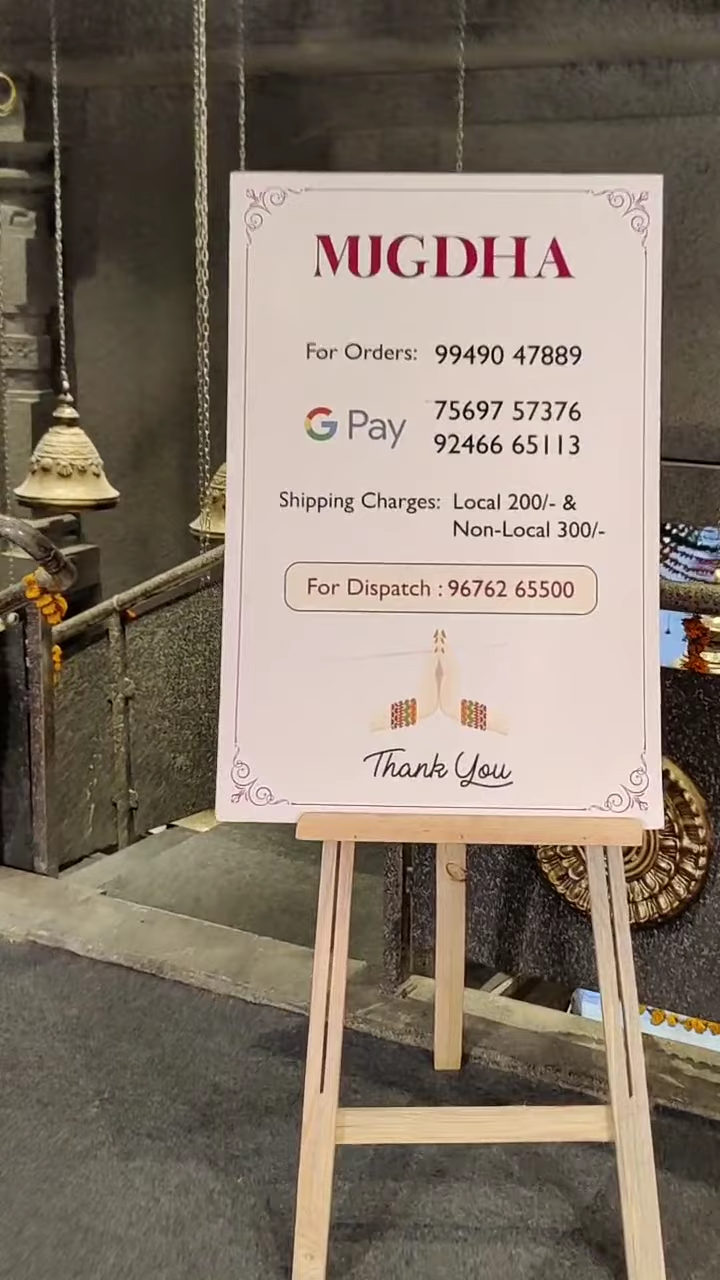 MUGDHA
For Orders: 99490 47889
G Pay 75697 57376
92466 65113
Shipping Charges: Local 200/- &
Non-Local 300/-
For Dispatch : 96762 65500
Thank You